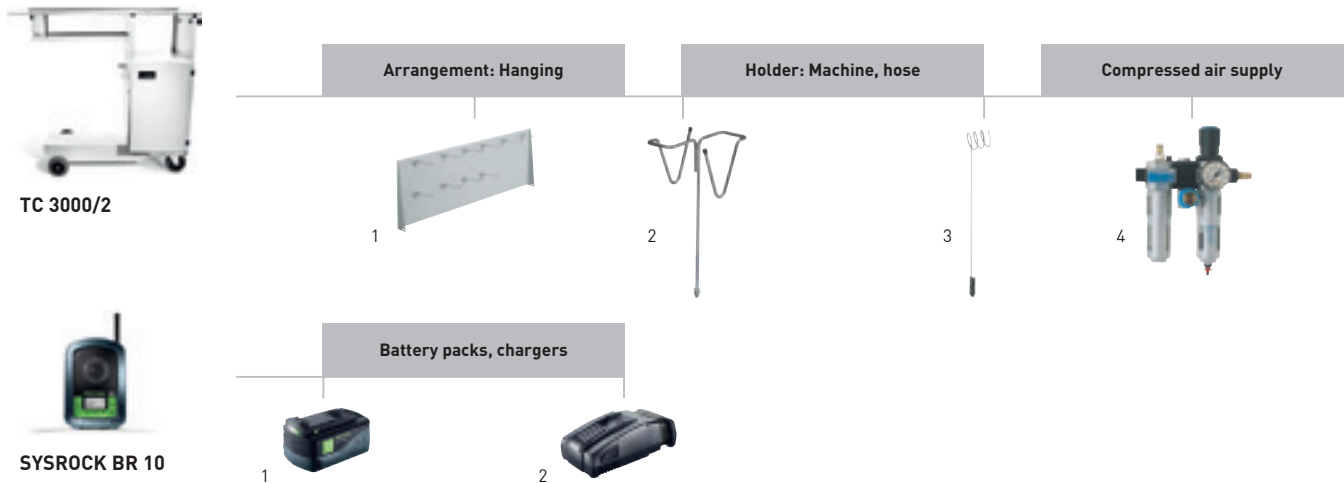 Arrangement: Hanging
Holder: Machine, hose
Compressed air supply
TC 3000/2
1
2
3
4
Battery packs, chargers
SYSROCK BR 10
1
2